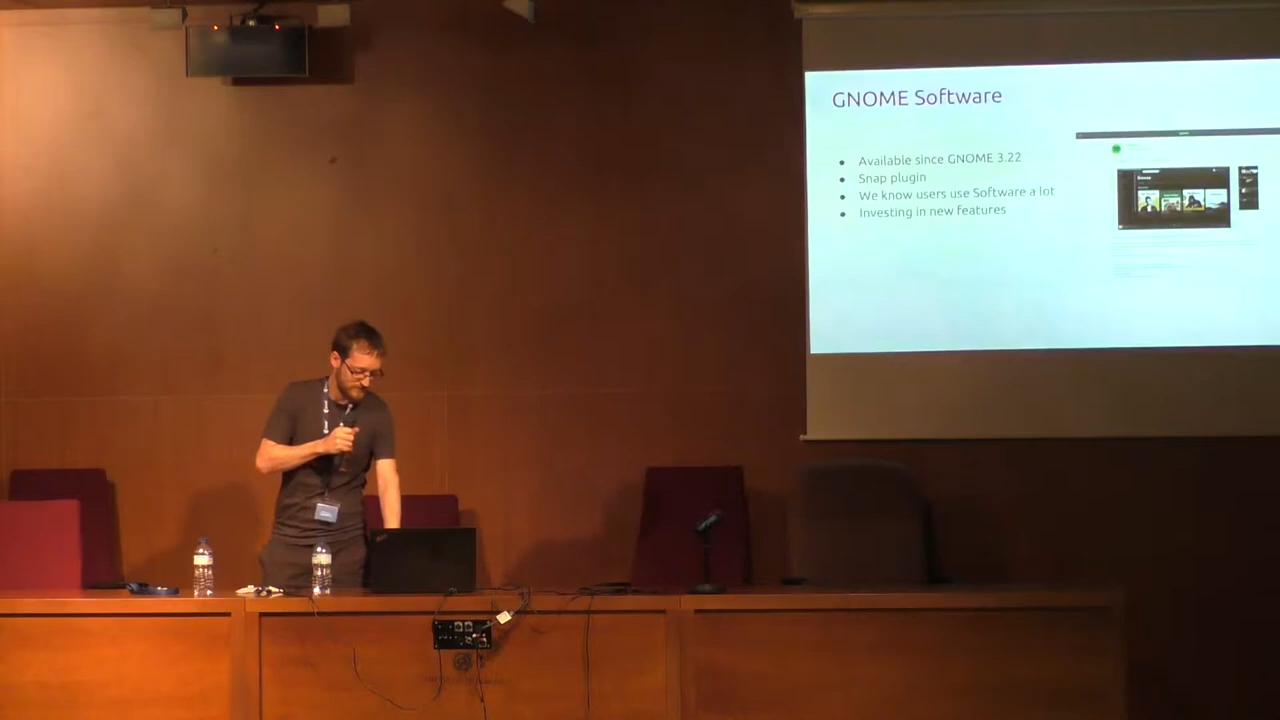 GNOME Software
● Available since GNOME 3.22
● Snap plugin
● We know users use Software a lot
● Investing in new features